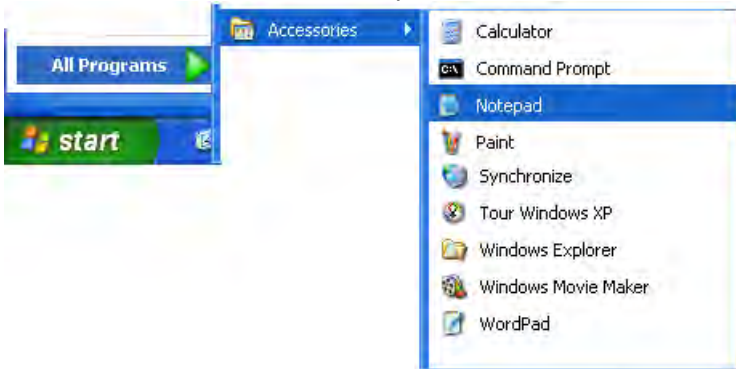 Accessories
Calculator
All Programs
Command Prompt
C:\
Notepad
start
Paint
Synchronize
Tour Windows XP
Windows Explorer
Windows Movie Maker
WordPad